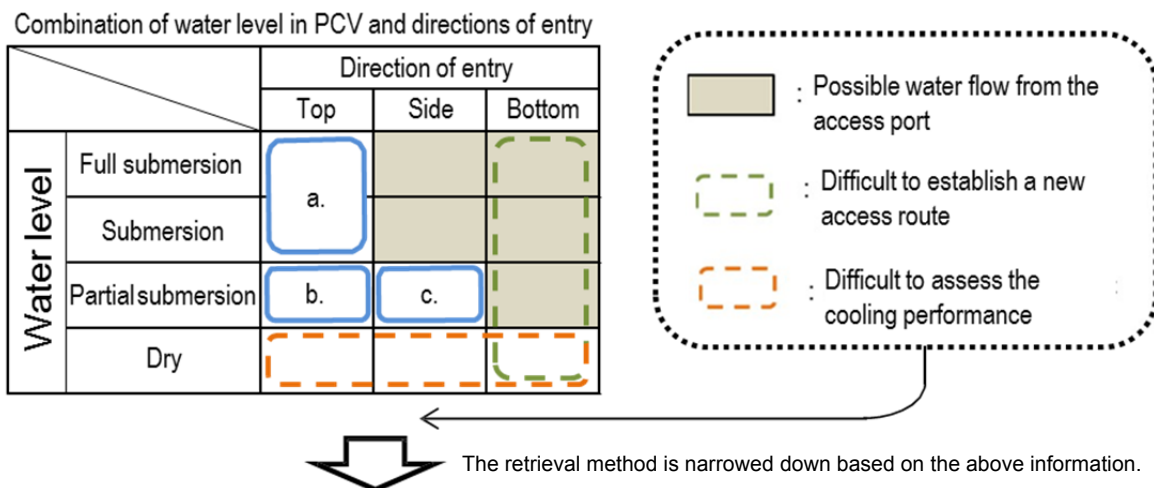 Combination of water level in PCV and directions of entry
Direction of entry
Top Side Bottom
Water level
Full submersion
a.
Submersion
Partial submersion b. c.
Dry
: Possible water flow from the
access port
: Difficult to establish a new
access route
: Difficult to assess the :
cooling performance
The retrieval method is narrowed down based on the above information.